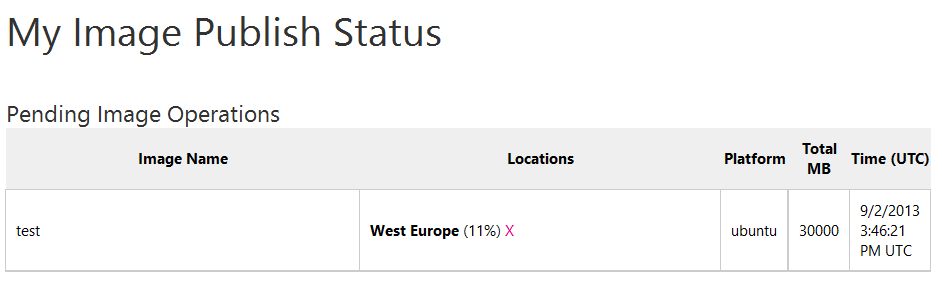 My Image Publish Status
Pending Image Operations
Image Name Locations Platform Total MB Time (UTC)
test West Europe (11%) X ubuntu 30000 9/2/2013 3:46:21 PM UTC